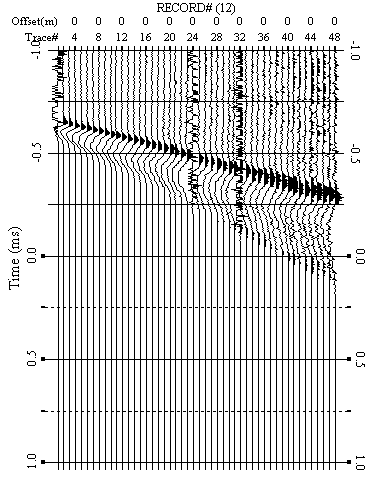 RECORD# (12)
Offset(m) 0 0 0 0 0 0 0 0 0 0 0 0
Trace# 4 8 12 16 20 24 28 32 36 40 44 48
-1.0 -1.0
-0.5 -0.5
0.0 0.0
0.5 0.5
1.0 1.0
Time (ms)